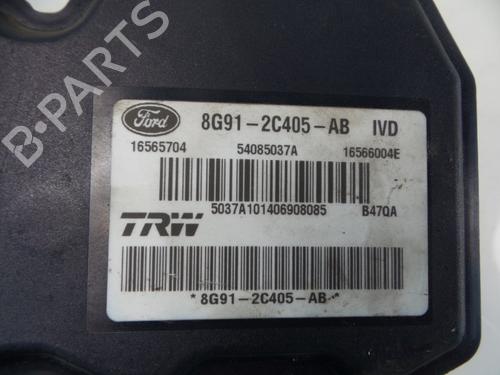 B-PARTS
Ford
8G91-2C405-AB IVD
16565704 54085037A 16566004E
5037A101406908085 B47QA
TRW
*8G91-2C405-AB-*